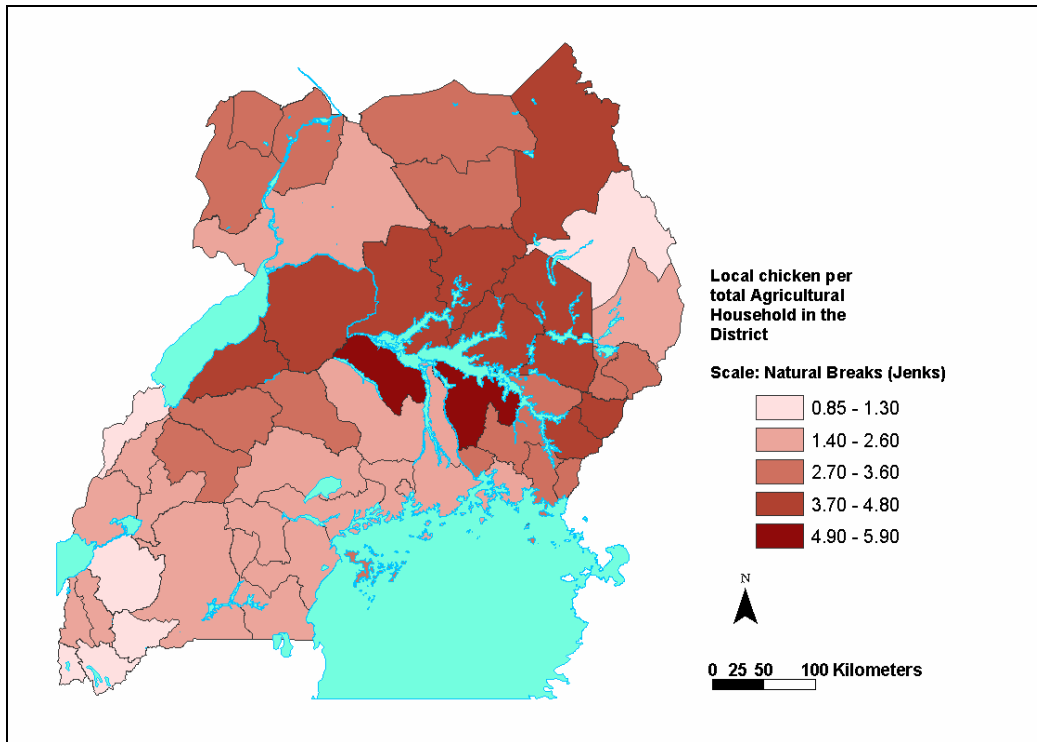 Local chicken per
total Agricultural
Household in the
District
Scale: Natural Breaks (Jenks)
0.85 - 1.30
1.40 - 2.60
2.70 - 3.60
3.70 - 4.80
4.90 - 5.90
N
0 25 50 100 Kilometers